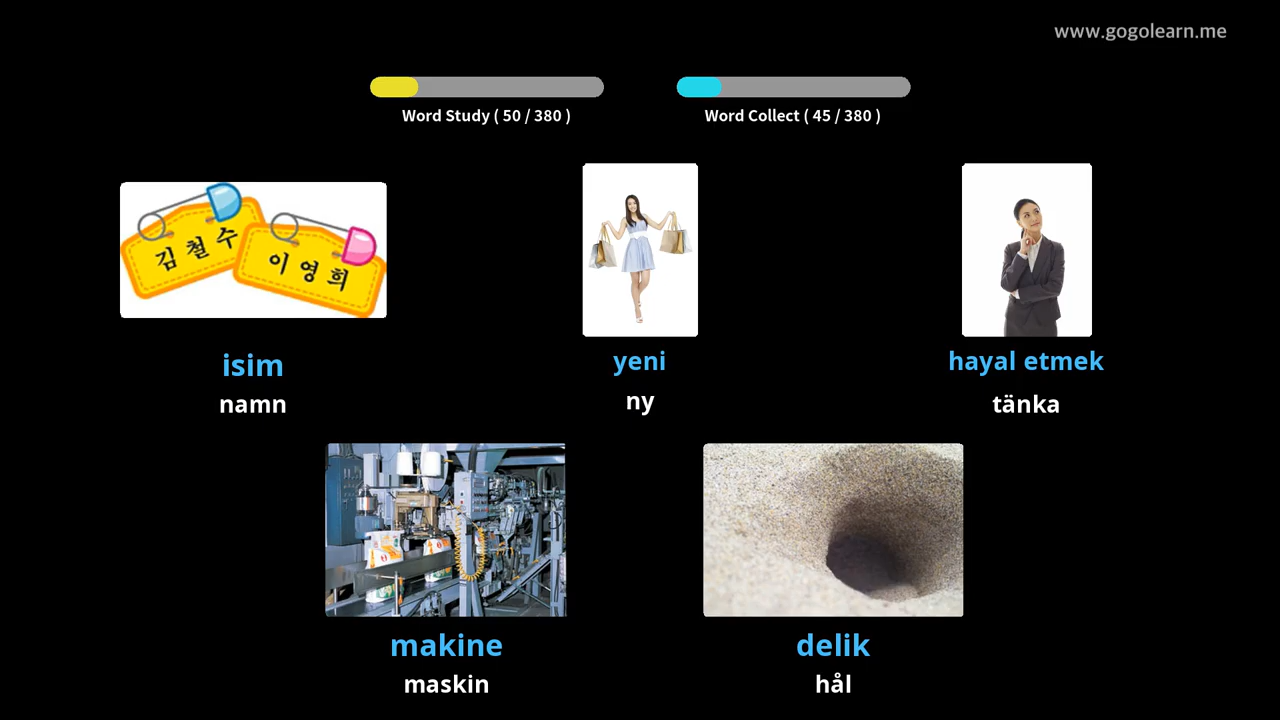 www.gogolearn.me
Word Study ( 50 / 380 )
Word Collect ( 45 / 380 )
김철수
이영희
isim
namn
yeni
ny
hayal etmek
tänka
makine
maskin
delik
hål